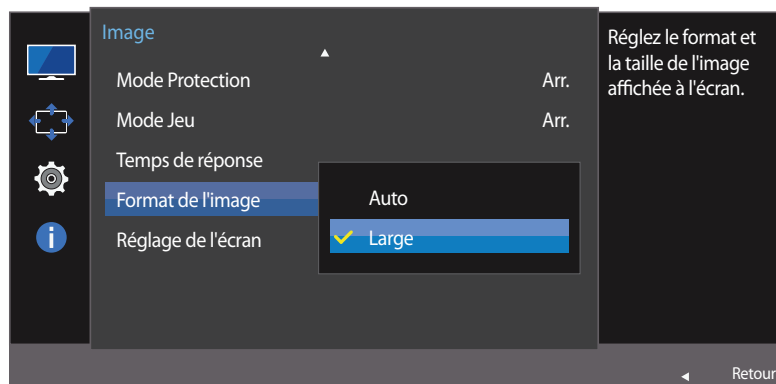 Image
Mode Protection Arr.
Mode Jeu Arr.
Temps de réponse
Format de l'image
Réglage de l'écran
Auto
Large
Réglez le format et
la taille de l'image
affichée à l'écran.
Retour